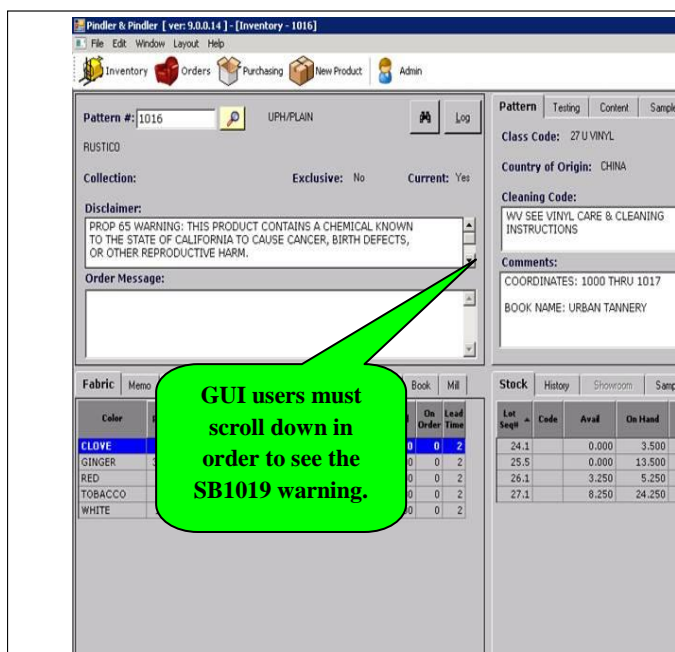 Pindler & Pindler [ ver: 9.0.0.14 ] - [Inventory - 1016]
File Edit Window Layout Help
Inventory Orders Purchasing New Product Admin
Pattern #: 1016 UPH/PLAIN Log
RUSTICO
Collection: Exclusive: No Current: Yes
Disclaimer:
PROP 65 WARNING: THIS PRODUCT CONTAINS A CHEMICAL KNOWN
TO THE STATE OF CALIFORNIA TO CAUSE CANCER, BIRTH DEFECTS,
OR OTHER REPRODUCTIVE HARM.
Order Message:
Pattern Testing Content Sample
Class Code: 27 U VINYL
Country of Origin: CHINA
Cleaning Code:
WV SEE VINYL CARE & CLEANING
INSTRUCTIONS
Comments:
COORDINATES: 1000 THRU 1017
BOOK NAME: URBAN TANNERY
GUI users must
scroll down in
order to see the
SB1019 warning.
Fabric Memo Book Mill
Color On Order Lead Time
CLOVE 0 2
GINGER 0 2
RED 0 2
TOBACCO 0 2
WHITE 0 2
Stock History Showroom Samp
Lot Seq# Code Avail On Hand
24.1 0.000 3.500
25.5 0.000 13.500
26.1 3.250 5.250
27.1 8.250 24.250